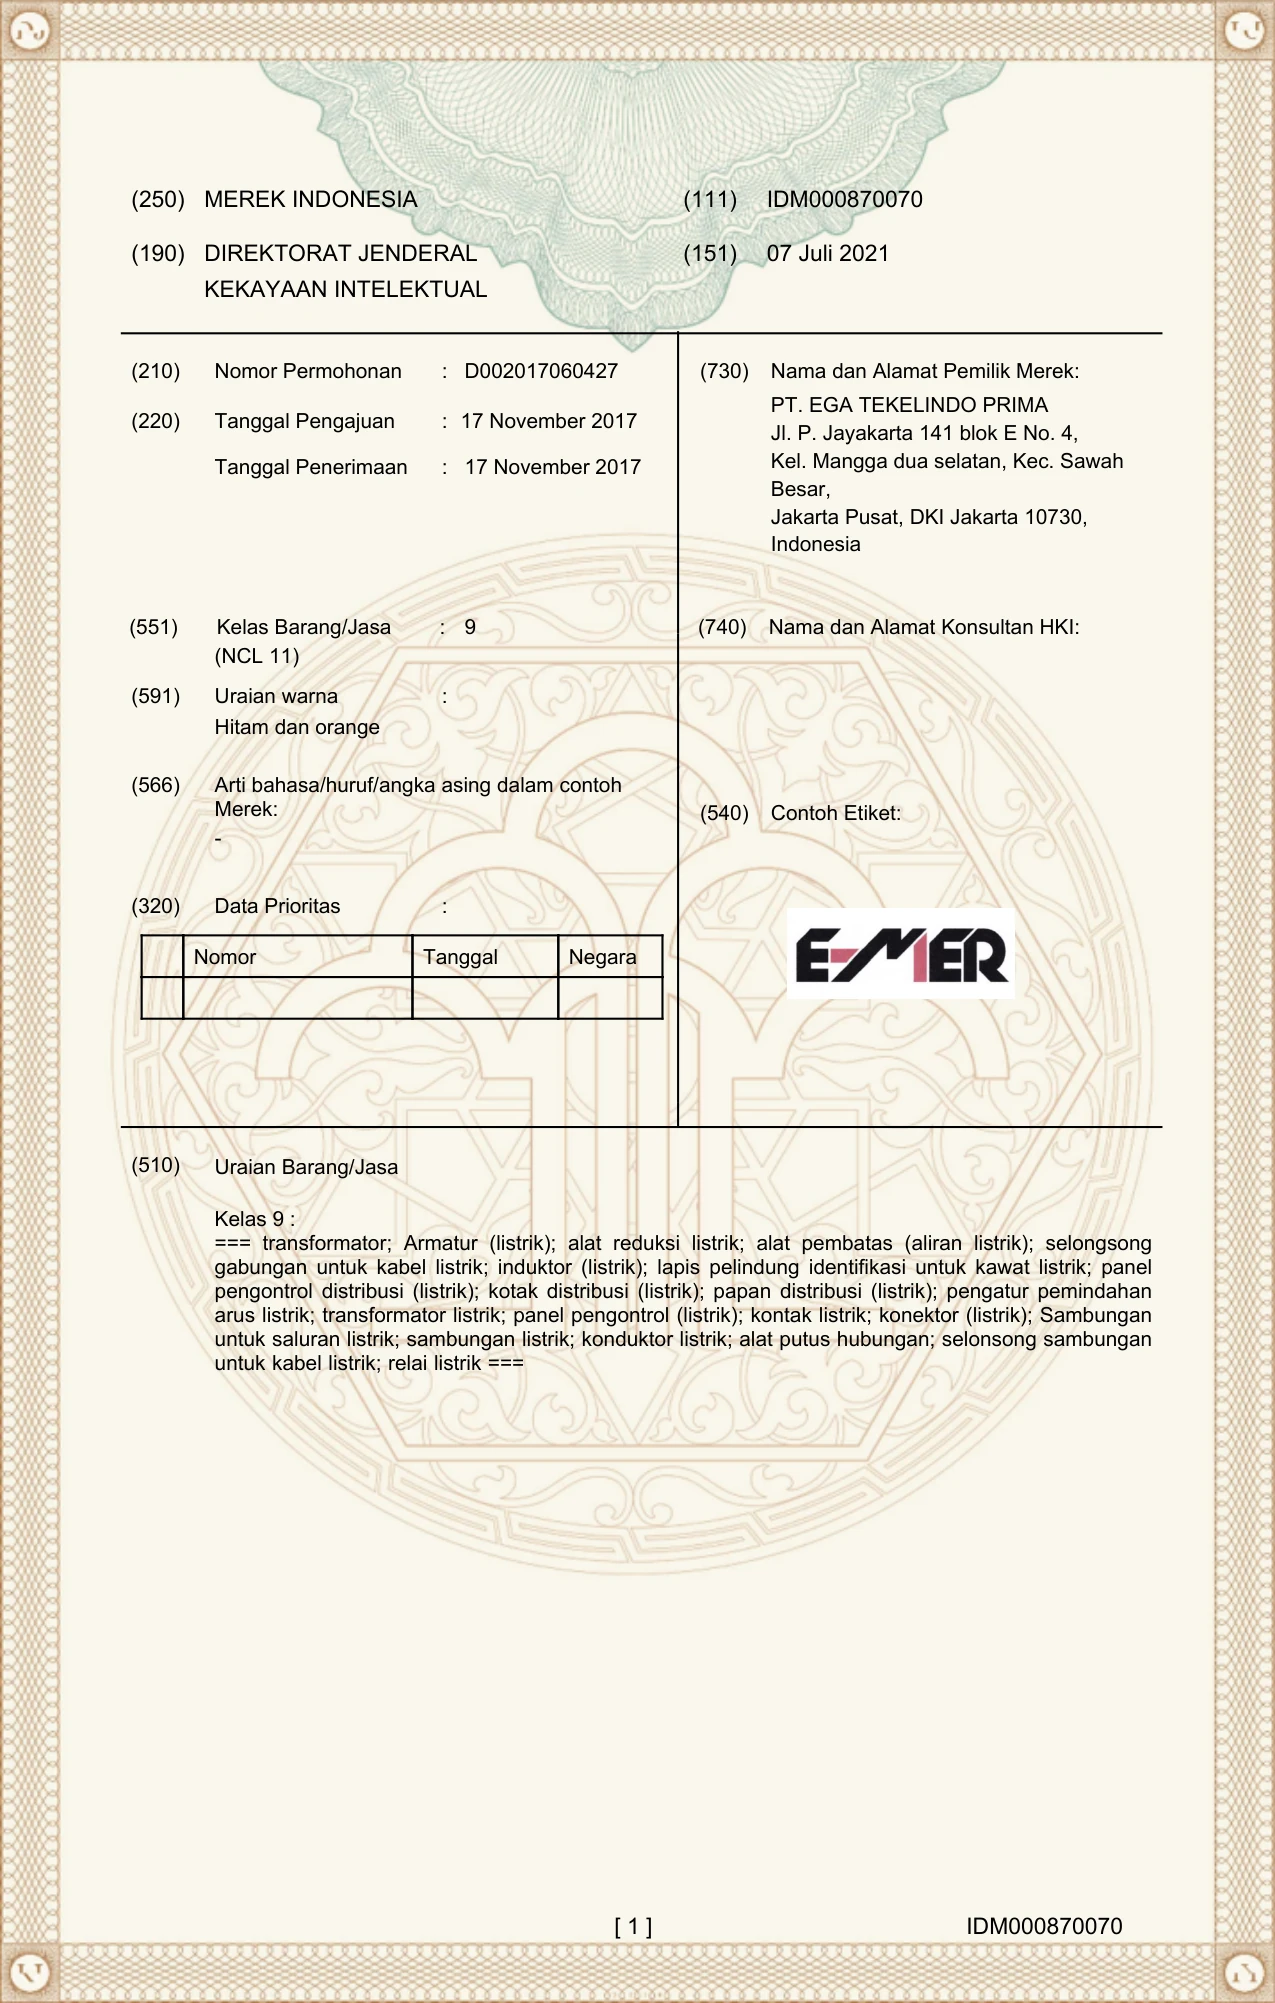 (250) MEREK INDONESIA
(111) IDM000870070
(190) DIREKTORAT JENDERAL
KEKAYAAN INTELEKTUAL
(151) 07 Juli 2021
(210) Nomor Permohonan : D002017060427
(220) Tanggal Pengajuan : 17 November 2017
Tanggal Penerimaan : 17 November 2017
(551) Kelas Barang/Jasa : 9
(NCL 11)
(591) Uraian warna :
Hitam dan orange
(566) Arti bahasa/huruf/angka asing dalam contoh
Merek:
-
(320) Data Prioritas :
Nomor Tanggal Negara
(730) Nama dan Alamat Pemilik Merek:
PT. EGA TEKELINDO PRIMA
Jl. P. Jayakarta 141 blok E No. 4,
Kel. Mangga dua selatan, Kec. Sawah
Besar,
Jakarta Pusat, DKI Jakarta 10730,
Indonesia
(740) Nama dan Alamat Konsultan HKI:
(540) Contoh Etiket:
E-MER
(510) Uraian Barang/Jasa
Kelas 9 :
=== transformator; Armatur (listrik); alat reduksi listrik; alat pembatas (aliran listrik); selongsong
gabungan untuk kabel listrik; induktor (listrik); lapis pelindung identifikasi untuk kawat listrik; panel
pengontrol distribusi (listrik); kotak distribusi (listrik); papan distribusi (listrik); pengatur pemindahan
arus listrik; transformator listrik; panel pengontrol (listrik); kontak listrik; konektor (listrik); Sambungan
untuk saluran listrik; sambungan listrik; konduktor listrik; alat putus hubungan; selonsong sambungan
untuk kabel listrik; relai listrik ===
[ 1 ]
IDM000870070